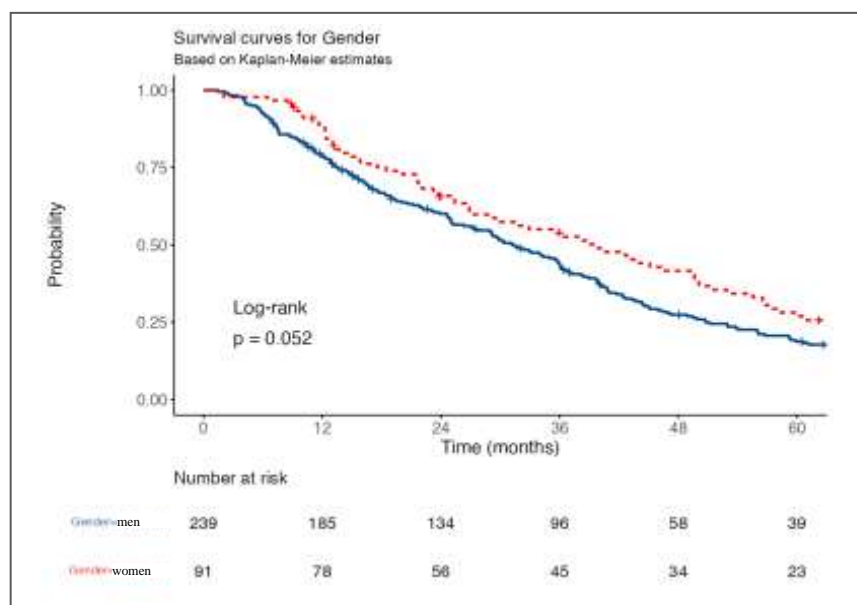 Survival curves for Gender
Based on Kaplan-Meier estimates
1.00
0.75
0.50
0.25
0.00
Probability
Log-rank
p = 0.052
0 12 24 36 48 60
Time (months)
Number at risk
Gender=men 239 185 134 96 58 39
Gender=women 91 78 56 45 34 23